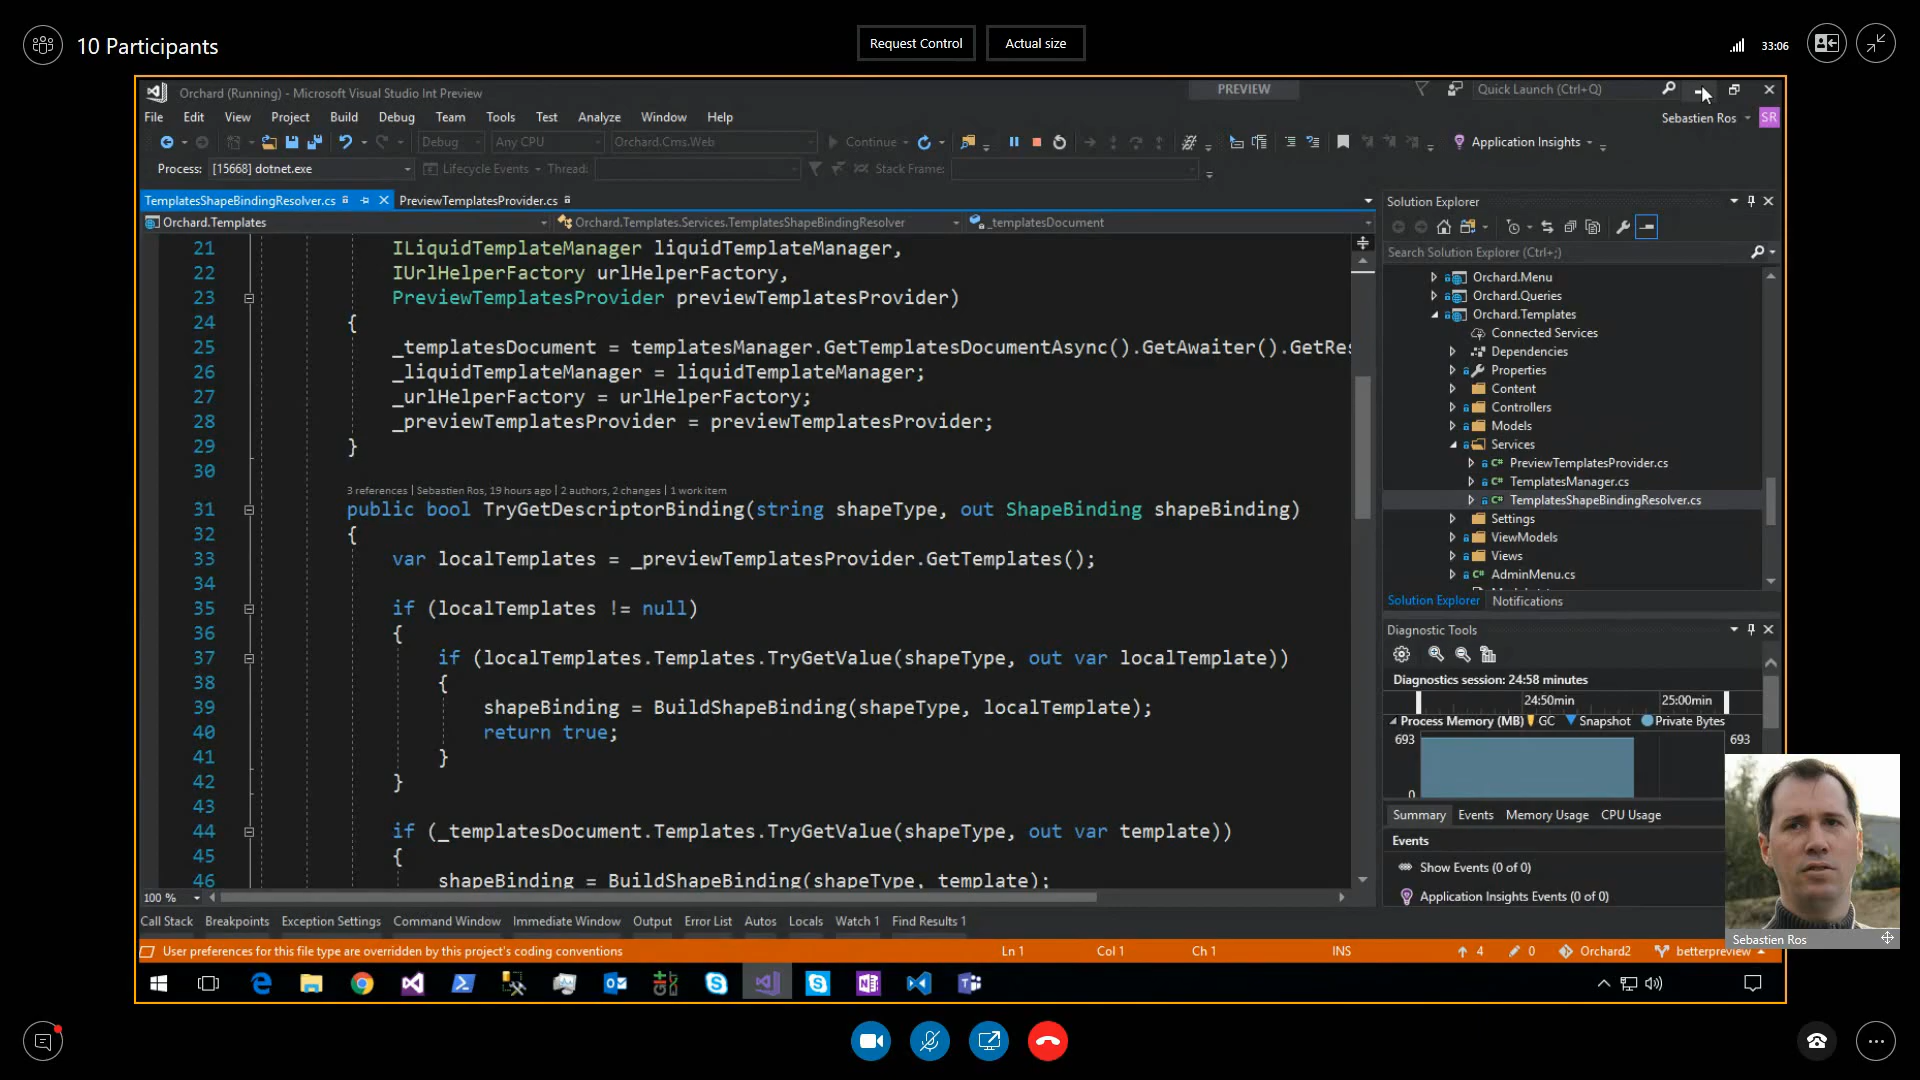 10 Participants
Request Control
Actual size
33:06
Orchard (Running) - Microsoft Visual Studio Int Preview
PREVIEW
Quick Launch (Ctrl+Q)
File Edit View Project Build Debug Team Tools Test Analyze Window Help
Sebastien Ros
SR
Debug Any CPU Orchard.Cms.Web Continue Application Insights
Process: [15668] dotnet.exe Lifecycle Events Thread: Stack Frame:
TemplatesShapeBindingResolver.cs PreviewTemplatesProvider.cs
Orchard.Templates Orchard.Templates.Services.TemplatesShapeBindingResolver _templatesDocument
21 ILiquidTemplateManager liquidTemplateManager,
22 IUrlHelperFactory urlHelperFactory,
23 PreviewTemplatesProvider previewTemplatesProvider)
24 {
25 _templatesDocument = templatesManager.GetTemplatesDocumentAsync().GetAwaiter().GetRes
26 _liquidTemplateManager = liquidTemplateManager;
27 _urlHelperFactory = urlHelperFactory;
28 _previewTemplatesProvider = previewTemplatesProvider;
29 }
30
3 references | Sebastien Ros, 19 hours ago | 2 authors, 2 changes | 1 work item
31 public bool TryGetDescriptorBinding(string shapeType, out ShapeBinding shapeBinding)
32 {
33 var localTemplates = _previewTemplatesProvider.GetTemplates();
34
35 if (localTemplates != null)
36 {
37 if (localTemplates.Templates.TryGetValue(shapeType, out var localTemplate))
38 {
39 shapeBinding = BuildShapeBinding(shapeType, localTemplate);
40 return true;
41 }
42 }
43
44 if (_templatesDocument.Templates.TryGetValue(shapeType, out var template))
45 {
46 shapeBinding = BuildShapeBinding(shapeType, template);
100 %
Solution Explorer
Search Solution Explorer (Ctrl+;)
Orchard.Menu
Orchard.Queries
Orchard.Templates
Connected Services
Dependencies
Properties
Content
Controllers
Models
Services
C# PreviewTemplatesProvider.cs
C# TemplatesManager.cs
C# TemplatesShapeBindingResolver.cs
Settings
ViewModels
Views
C# AdminMenu.cs
Solution Explorer Notifications
Diagnostic Tools
Diagnostics session: 24:58 minutes
24:50min 25:00min
Process Memory (MB) GC Snapshot Private Bytes
693 693
0
Summary Events Memory Usage CPU Usage
Events
Show Events (0 of 0)
Application Insights Events (0 of 0)
Sebastien Ros
Call Stack Breakpoints Exception Settings Command Window Immediate Window Output Error List Autos Locals Watch 1 Find Results 1
User preferences for this file type are overridden by this project's coding conventions Ln 1 Col 1 Ch 1 INS 4 0 Orchard2 betterpreview